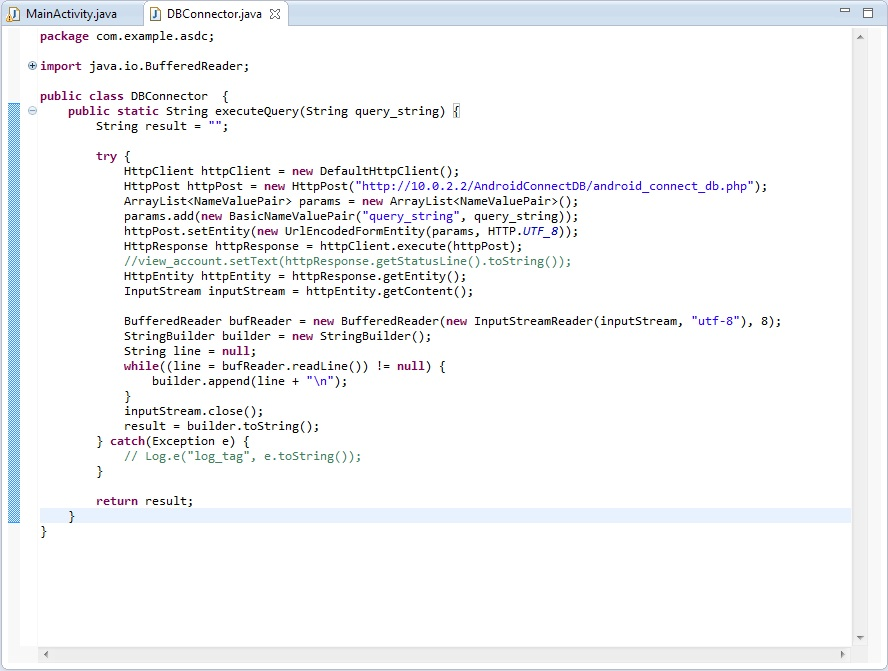 MainActivity.java
DBConnector.java
package com.example.asdc;
import java.io.BufferedReader;
public class DBConnector  {
    public static String executeQuery(String query_string) {
        String result = "";
        try {
            HttpClient httpClient = new DefaultHttpClient();
            HttpPost httpPost = new HttpPost("http://10.0.2.2/AndroidConnectDB/android_connect_db.php");
            ArrayList<NameValuePair> params = new ArrayList<NameValuePair>();
            params.add(new BasicNameValuePair("query_string", query_string));
            httpPost.setEntity(new UrlEncodedFormEntity(params, HTTP.UTF_8));
            HttpResponse httpResponse = httpClient.execute(httpPost);
            //view_account.setText(httpResponse.getStatusLine().toString());
            HttpEntity httpEntity = httpResponse.getEntity();
            InputStream inputStream = httpEntity.getContent();
            BufferedReader bufReader = new BufferedReader(new InputStreamReader(inputStream, "utf-8"), 8);
            StringBuilder builder = new StringBuilder();
            String line = null;
            while((line = bufReader.readLine()) != null) {
                builder.append(line + "\n");
            }
            inputStream.close();
            result = builder.toString();
        } catch(Exception e) {
            // Log.e("log_tag", e.toString());
        }
        return result;
    }
}